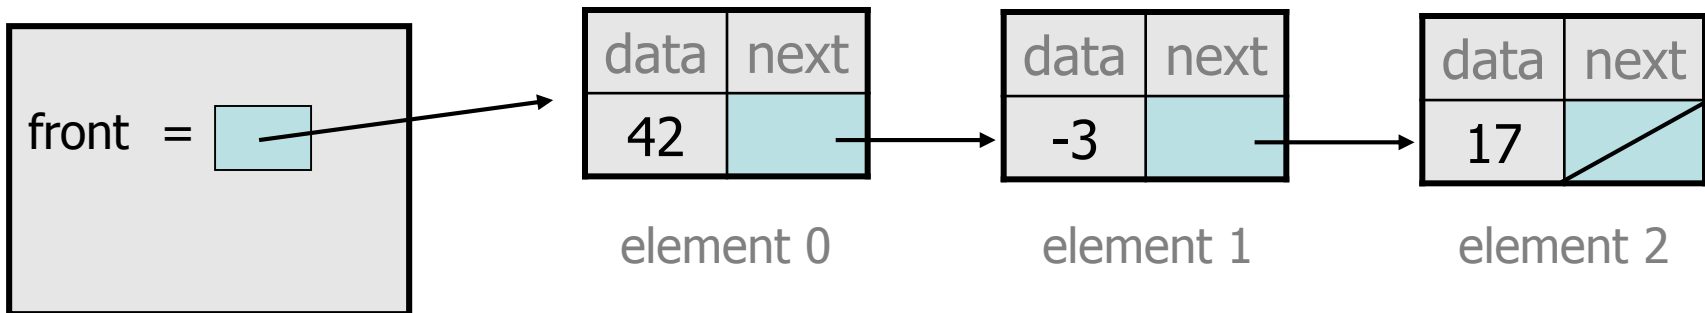 front =
data next
42
element 0
data next
-3
element 1
data next
17
element 2